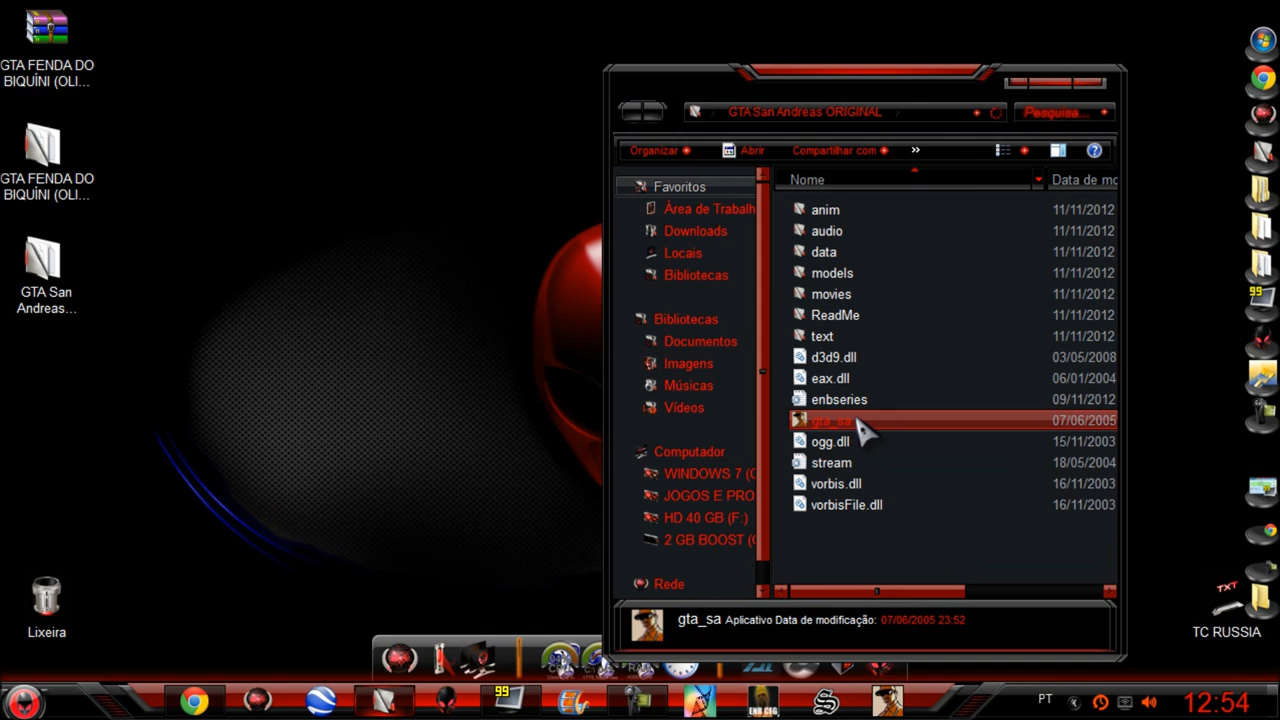 GTA FENDA DO
BIQUÍNI (OLI...
GTA FENDA DO
BIQUÍNI (OLI...
GTA San
Andreas...
Lixeira
GTA San Andreas ORIGINAL
Pesquisa...
Organizar
Abrir
Compartilhar com
»
Nome
Data de mo
Favoritos
Área de Trabalh
Downloads
Locais
Bibliotecas
Bibliotecas
Documentos
Imagens
Músicas
Vídeos
Computador
WINDOWS 7 (C
JOGOS E PRO
HD 40 GB (F:)
2 GB BOOST (
Rede
anim 11/11/2012
audio 11/11/2012
data 11/11/2012
models 11/11/2012
movies 11/11/2012
ReadMe 11/11/2012
text 11/11/2012
d3d9.dll 03/05/2008
eax.dll 06/01/2004
enbseries 09/11/2012
gta_sa 07/06/2005
ogg.dll 15/11/2003
stream 18/05/2004
vorbis.dll 16/11/2003
vorbisFile.dll 16/11/2003
gta_sa Aplicativo Data de modificação: 07/06/2005 23:52
99
TXT
TC RUSSIA
99
ENB CFG
PT
12:54